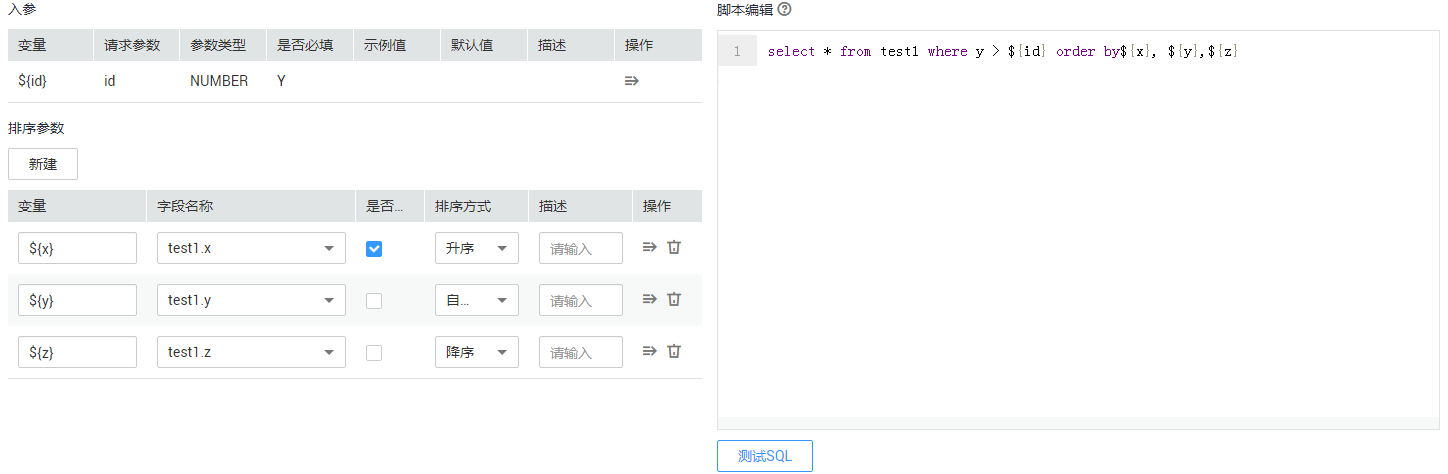 入参
变量 请求参数 参数类型 是否必填 示例值 默认值 描述 操作
${id} id NUMBER Y
排序参数
新建
变量 字段名称 是否... 排序方式 描述 操作
${x} test1.x 升序 请输入
${y} test1.y 自... 请输入
${z} test1.z 降序 请输入
脚本编辑 ?
1 select * from test1 where y > ${id} order by${x}, ${y},${z}
测试SQL